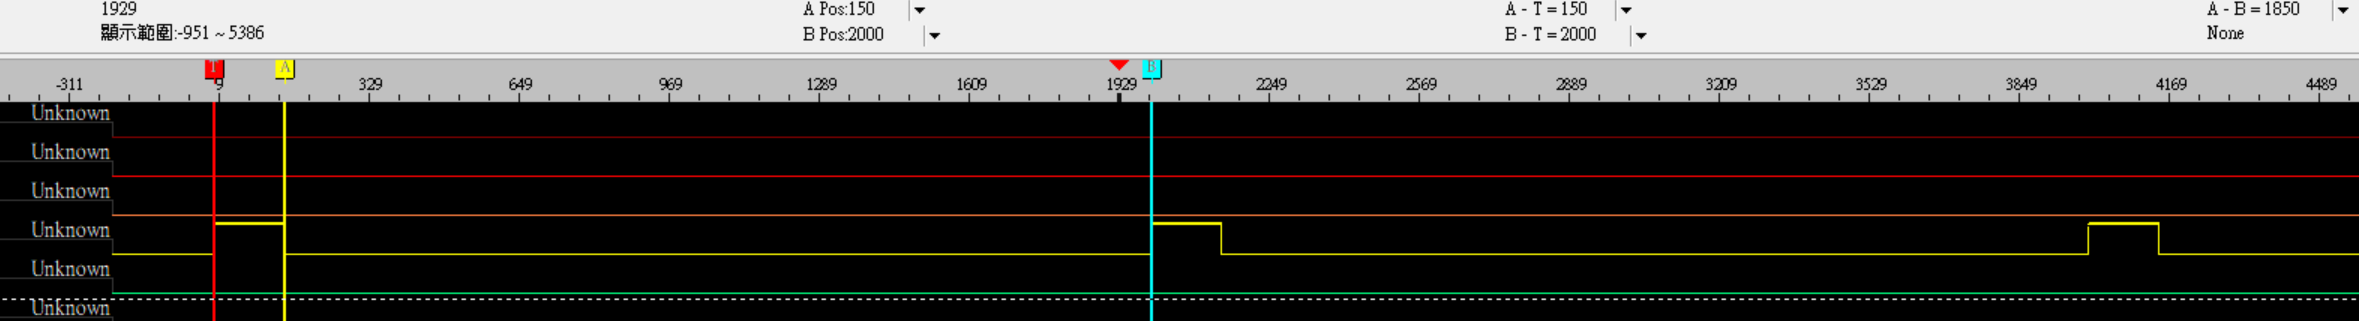 1929
A Pos:150
A - T = 150
A - B = 1850
顯示範圍:-951 ~ 5386
B Pos:2000
B - T = 2000
None
T
A
B
-311 9 329 649 969 1289 1609 1929 2249 2569 2889 3209 3529 3849 4169 4489
Unknown
Unknown
Unknown
Unknown
Unknown
Unknown